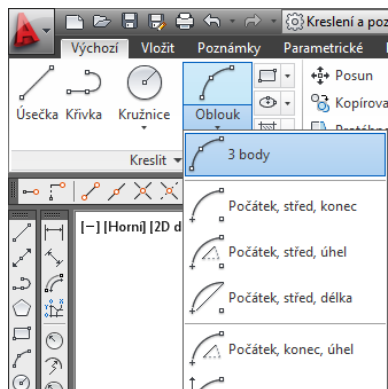 Kreslení a poz
Výchozí Vložit Poznámky Parametrické
Úsečka Křivka Kružnice Oblouk
Posun
Kopírova
Kreslit
3 body
[−] [Horní] [2D d
Počátek, střed, konec
Počátek, střed, úhel
Počátek, střed, délka
Počátek, konec, úhel